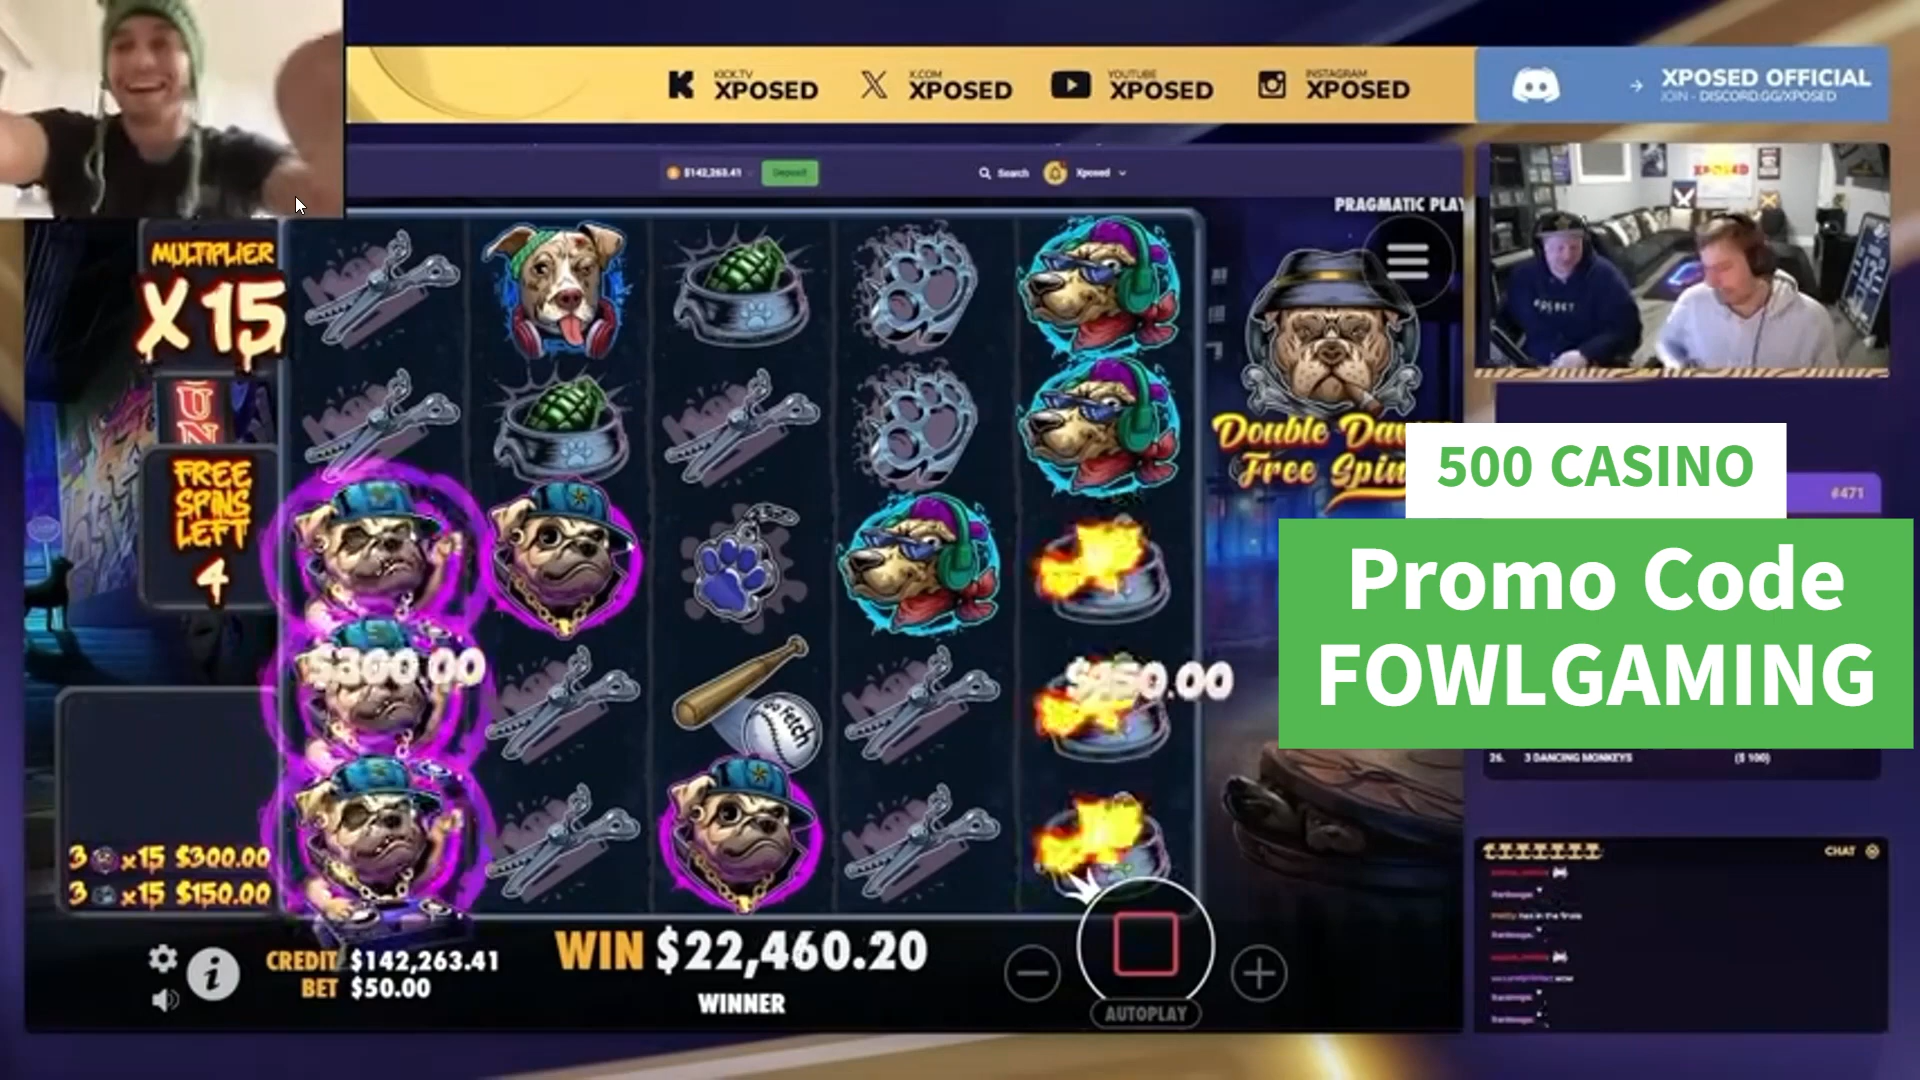 KICK.TV
XPOSED
X.COM
XPOSED
YOUTUBE
XPOSED
INSTAGRAM
XPOSED
XPOSED OFFICIAL
JOIN - DISCORD.GG/XPOSED
$142,263.41
Deposit
Search
Xposed
PRAGMATIC PLAY
MULTIPLIER
X15
FREE
SPINS
LEFT
4
Double
Free Spin
500 CASINO
#471
Promo Code
FOWLGAMING
26. 3 DANCING MONKEYS ($ 100)
$300.00
Go Fetch
3 x15 $300.00
3 x15 $150.00
CREDIT $142,263.41
BET $50.00
WIN $22,460.20
WINNER
AUTOPLAY
CHAT
XPOSED